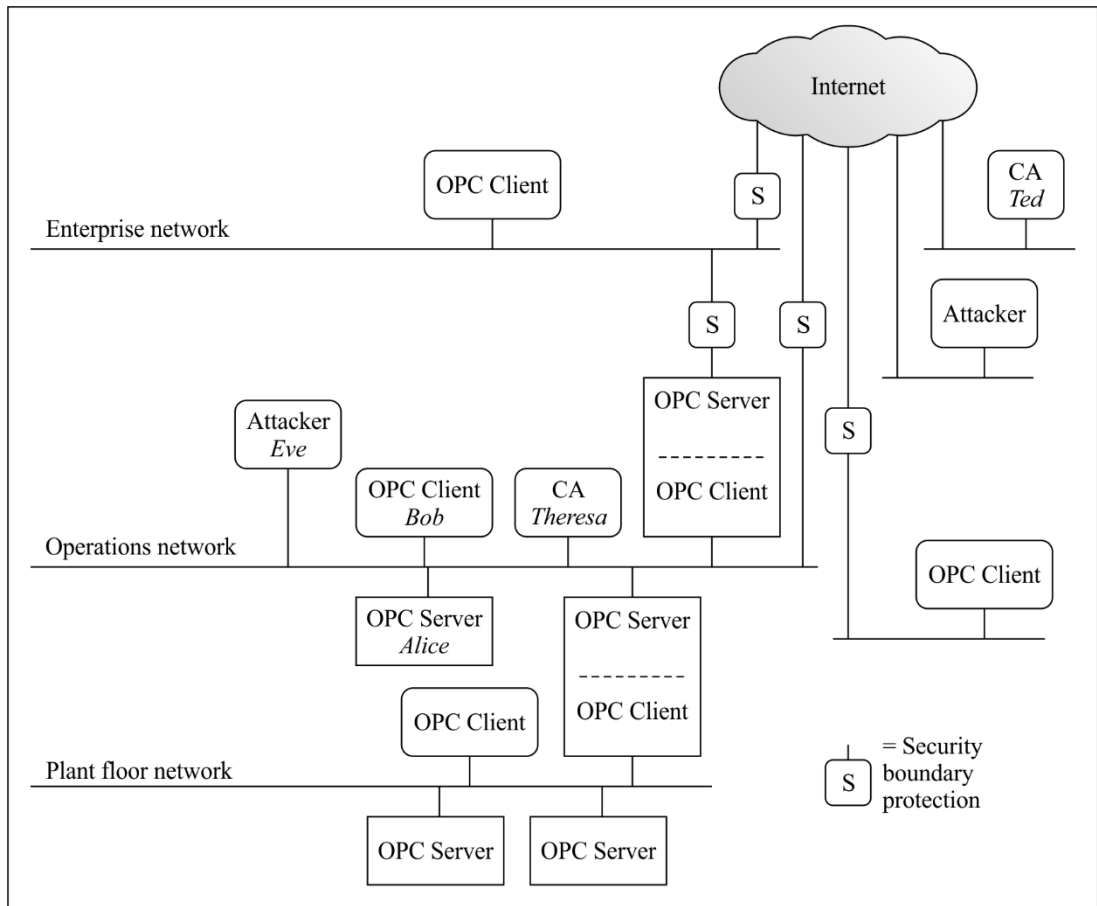 Internet
OPC Client
S
CA
Ted
Enterprise network
S
S
Attacker
OPC Server
OPC Client
S
Attacker
Eve
OPC Client
Bob
CA
Theresa
Operations network
OPC Client
OPC Server
Alice
OPC Server
OPC Client
OPC Client
Plant floor network
S
= Security
boundary
protection
OPC Server
OPC Server